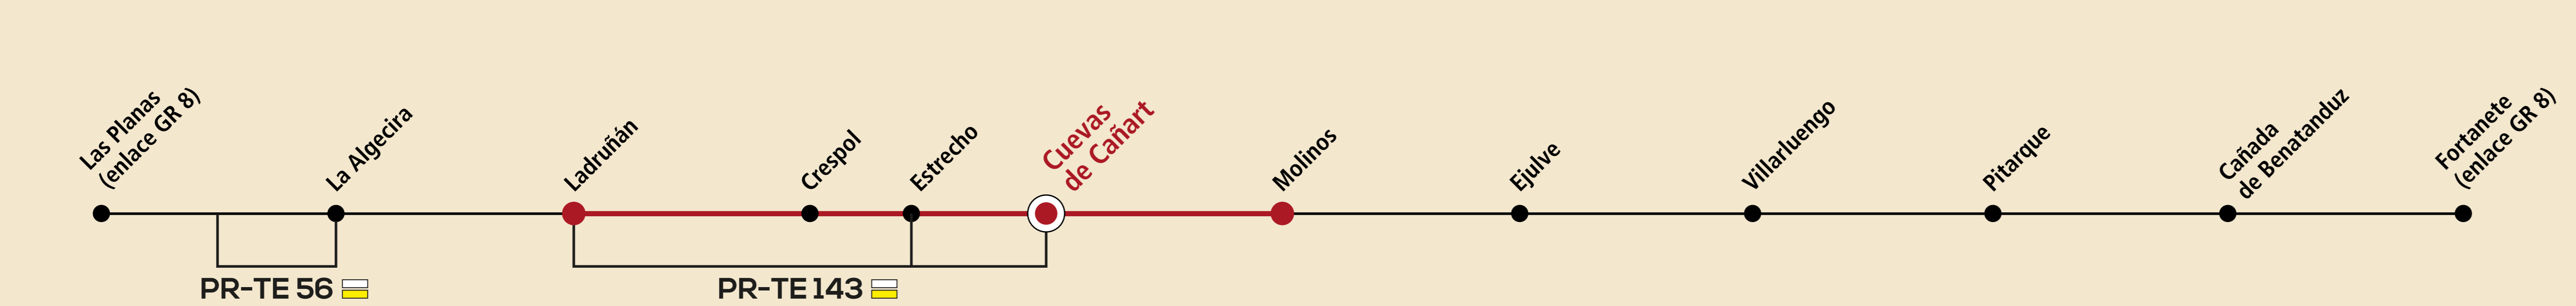 Las Planas
(enlace GR 8)
La Algecira
Ladruñán
Crespol
Estrecho
Cuevas
de Cañart
Molinos
Ejulve
Villarluengo
Pitarque
Cañada
de Benatanduz
Fortanete
(enlace GR 8)
PR-TE 56
PR-TE 143